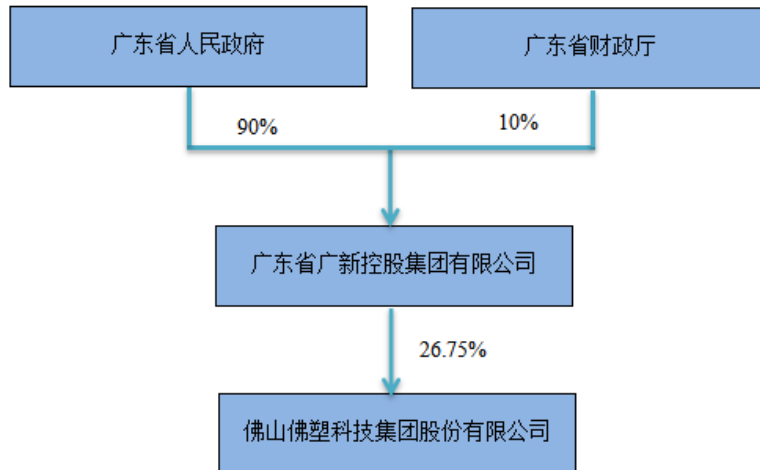 广东省人民政府
广东省财政厅
90%
10%
广东省广新控股集团有限公司
26.75%
佛山佛塑科技集团股份有限公司